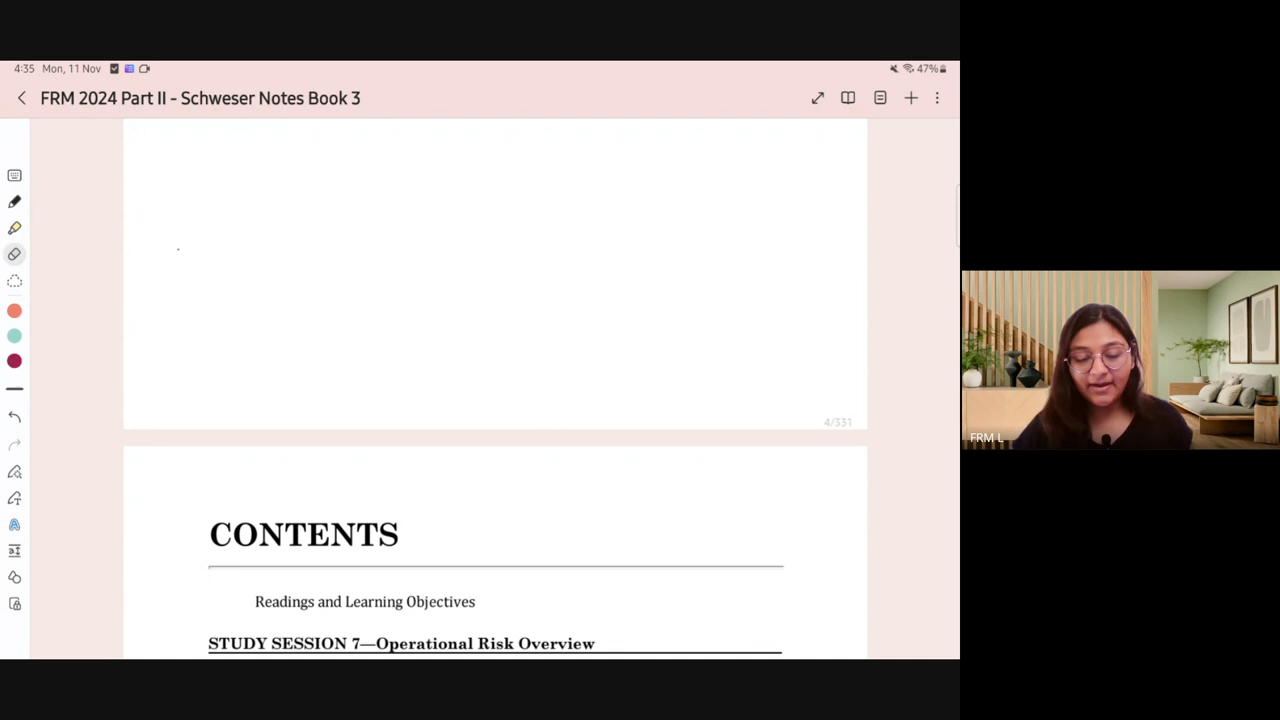 4:35 Mon, 11 Nov 47%
FRM 2024 Part II - Schweser Notes Book 3
4/331
CONTENTS
Readings and Learning Objectives
STUDY SESSION 7—Operational Risk Overview
FRM L